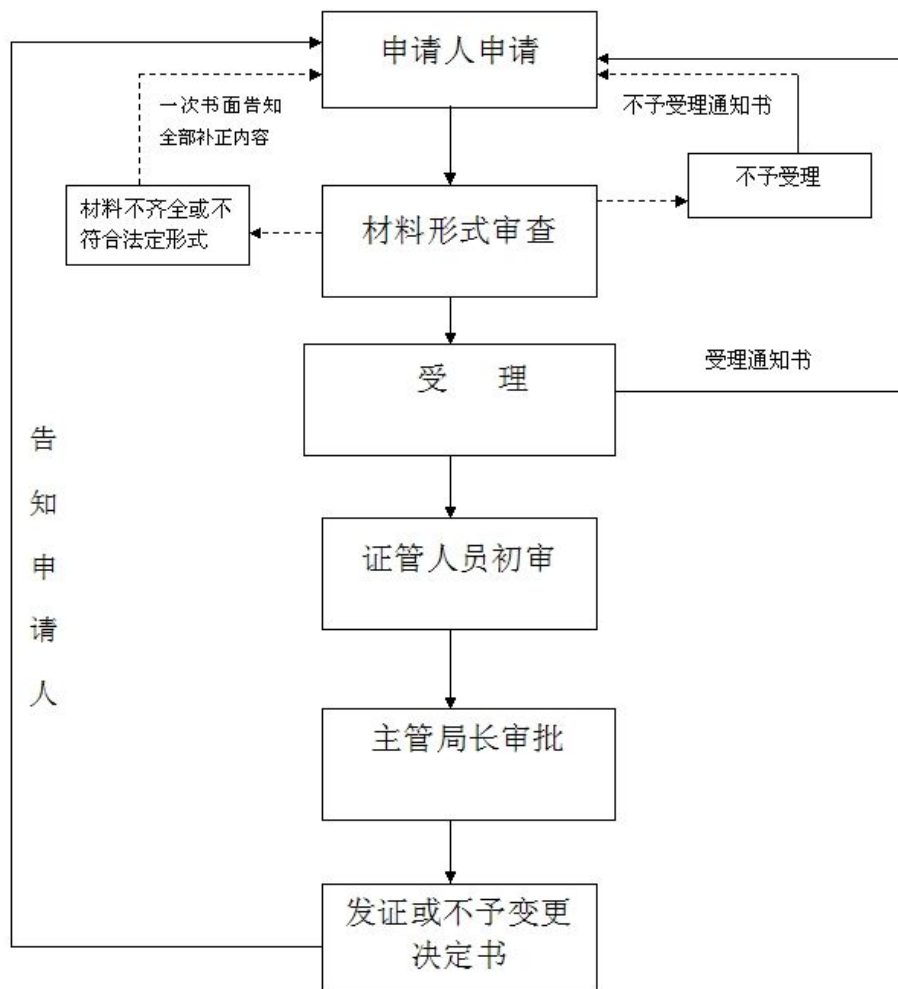 申请人申请
一次书面告知
全部补正内容
不予受理通知书
不予受理
材料不齐全或不
符合法定形式
材料形式审查
受理
受理通知书
告知申请人
证管人员初审
主管局长审批
发证或不予变更
决定书